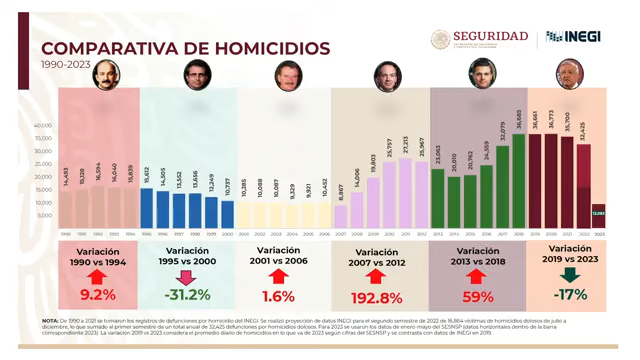 COMPARATIVA DE HOMICIDIOS
1990-2023
SEGURIDAD
INEGI
40,000
35,000
30,000
25,000
20,000
15,000
10,000
5,000
14,493
15,128
16,594
16,040
15,839
15,612
14,505
13,552
13,656
12,249
10,737
10,285
10,088
10,087
9,329
9,921
10,452
8,867
14,006
19,803
25,757
27,213
25,967
23,063
20,010
20,762
24,559
32,079
36,685
36,661
36,773
35,700
32,425
1990 1991 1992 1993 1994 1995 1996 1997 1998 1999 2000 2001 2002 2003 2004 2005 2006 2007 2008 2009 2010 2011 2012 2013 2014 2015 2016 2017 2018 2019 2020 2021 2022 2023
Variación
1990 vs 1994
9.2%
Variación
1995 vs 2000
-31.2%
Variación
2001 vs 2006
1.6%
Variación
2007 vs 2012
192.8%
Variación
2013 vs 2018
59%
Variación
2019 vs 2023
-17%
NOTA: De 1990 a 2021 se tomaron los registros de defunciones por homicidio del INEGI. Se realizó proyección de datos INEGI para el segundo semestre de 2022 de 16,864 víctimas de homicidios dolosos de julio a
diciembre, lo que sumado al primer semestre da un total anual de 32,425 defunciones por homicidios dolosos. Para 2023 se usaron los datos de enero-mayo del SESNSP (datos horizontales dentro de la barra
correspondiente 2023). La variación 2019 vs 2023 considera el promedio diario de homicidios en lo que va de 2023 según cifras del SESNSP y se contrasta con datos de INEGI en 2019.